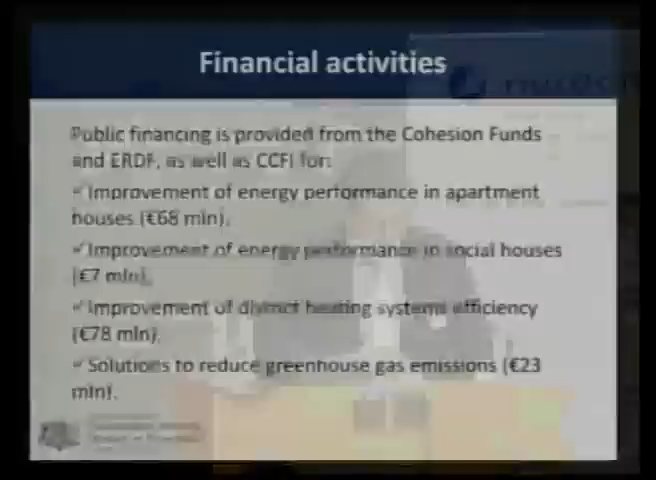 Financial activities
Public financing is provided from the Cohesion Funds
and ERDF, as well as CCFI for:
✓Improvement of energy performance in apartment
houses (€68 mln).
✓Improvement of energy performance in social houses
(€7 mln).
✓Improvement of district heating systems efficiency
(€78 mln).
✓Solutions to reduce greenhouse gas emissions (€23
mln).